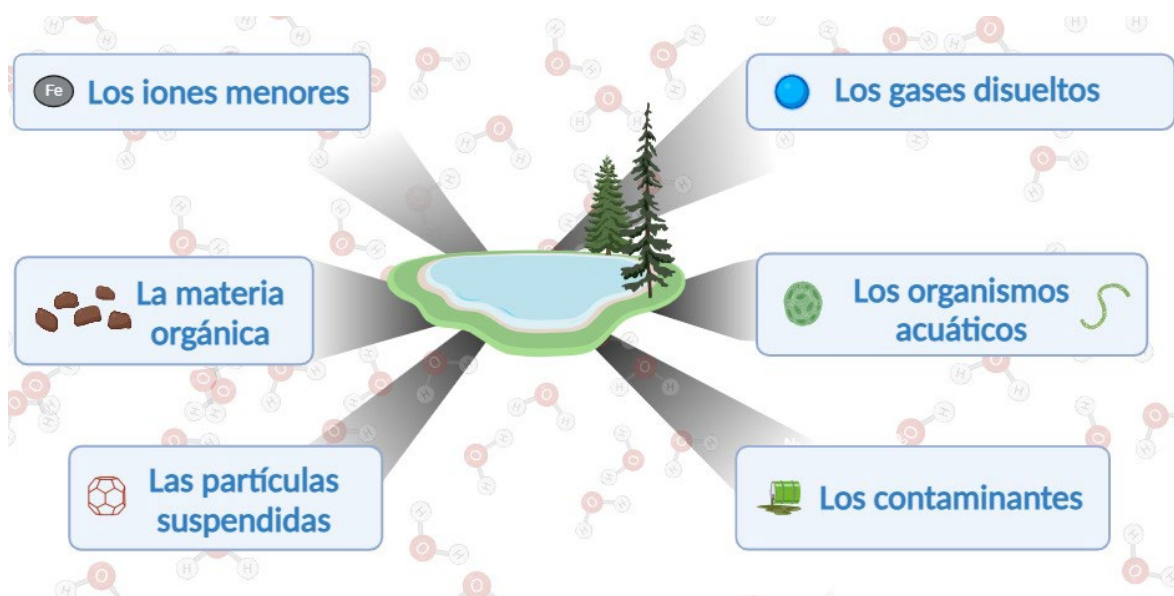 Fe
Los iones menores
Los gases disueltos
La materia
orgánica
Los organismos
acuáticos
Las partículas
suspendidas
Los contaminantes